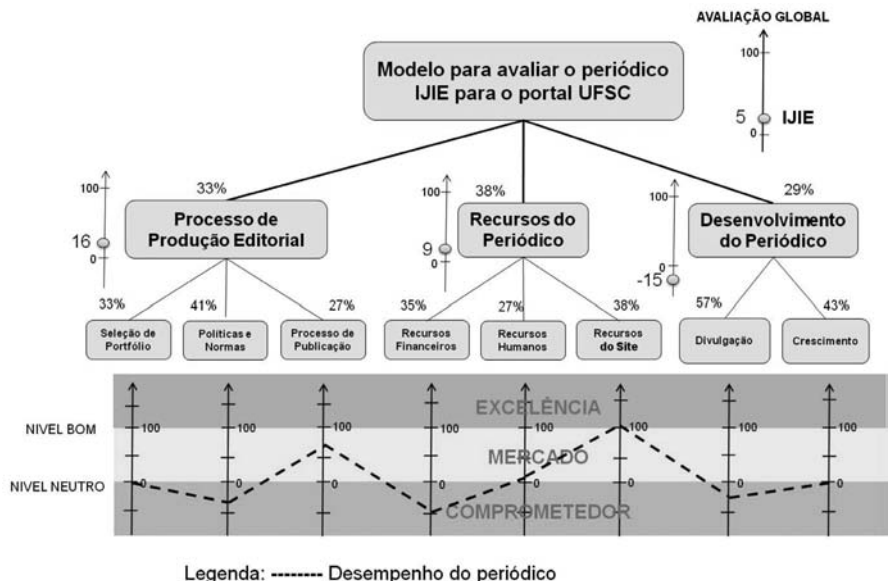 AVALIAÇÃO GLOBAL
100
5
IJIE
0
Modelo para avaliar o periódico
IJIE para o portal UFSC
33%
38%
29%
100
16
0
Processo de
Produção Editorial
100
9
0
Recursos do
Periódico
100
0
-15
Desenvolvimento
do Periódico
33%
41%
27%
35%
27%
38%
57%
43%
Seleção de
Portfólio
Políticas e
Normas
Processo de
Publicação
Recursos
Financeiros
Recursos
Humanos
Recursos
do Site
Divulgação
Crescimento
EXCELÊNCIA
NIVEL BOM
100
100
100
100
100
100
100
100
MERCADO
NIVEL NEUTRO
0
0
0
0
0
0
0
0
COMPROMETEDOR
Legenda: -------- Desempenho do periódico